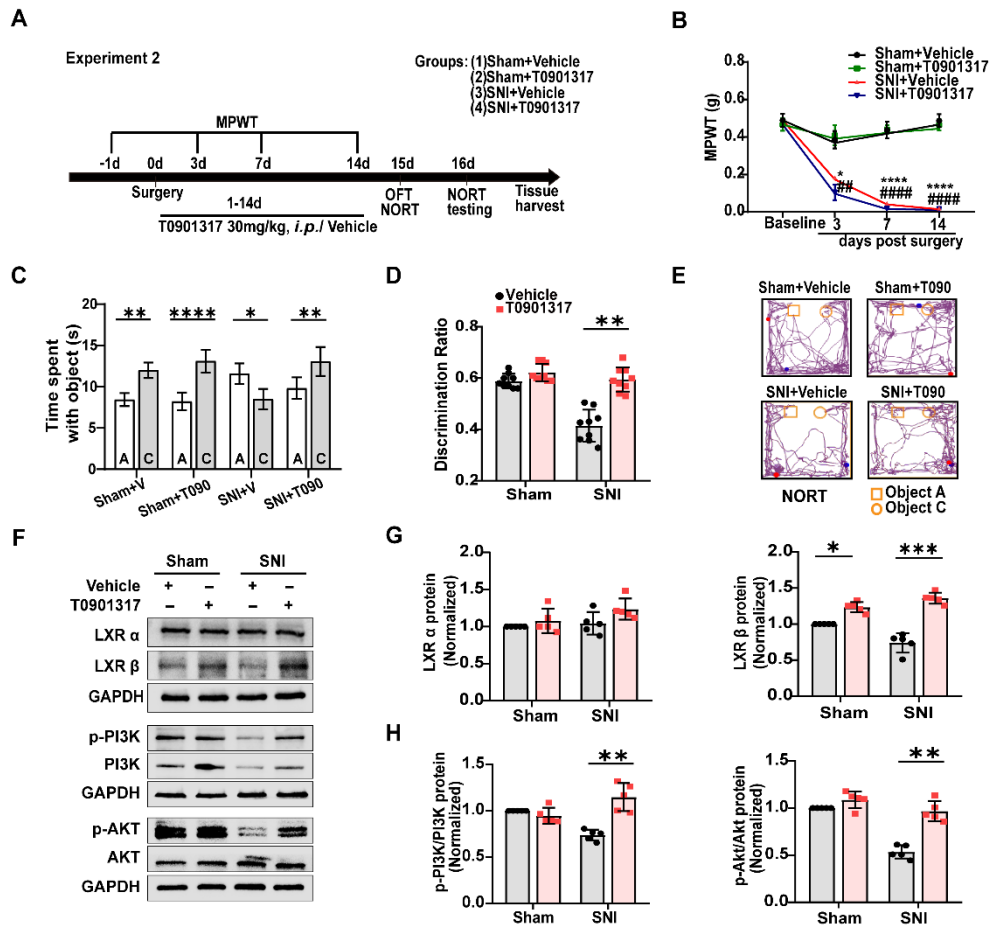 A
Experiment 2
Groups: (1)Sham+Vehicle
(2)Sham+T0901317
(3)SNI+Vehicle
(4)SNI+T0901317
MPWT
-1d 0d 3d 7d 14d 15d 16d
Surgery
OFT
NORT
NORT
testing
Tissue
harvest
1-14d
T0901317 30mg/kg, i.p./ Vehicle
B
Sham+Vehicle
Sham+T0901317
SNI+Vehicle
SNI+T0901317
MPWT (g)
0.6
0.4
0.2
0.0
*
##
****
####
****
####
Baseline 3 7 14
days post surgery
C
Time spent
with object (s)
20
15
10
5
0
** **** * **
A C A C A C A C
Sham+V Sham+T090 SNI+V SNI+T090
D
Vehicle
T0901317
Discrimination Ratio
0.8
0.6
0.4
0.2
**
Sham SNI
E
Sham+Vehicle Sham+T090
SNI+Vehicle SNI+T090
NORT
Object A
Object C
F
Sham SNI
Vehicle + – + –
T0901317 – + – +
LXR α
LXR β
GAPDH
p-PI3K
PI3K
GAPDH
p-AKT
AKT
GAPDH
G
LXR α protein
(Normalized)
2.0
1.5
1.0
0.5
0.0
Sham SNI
LXR β protein
(Normalized)
2.0
1.5
1.0
0.5
0.0
* ***
Sham SNI
H
p-PI3K/PI3K protein
(Normalized)
1.5
1.0
0.5
0.0
**
Sham SNI
p-Akt/Akt protein
(Normalized)
1.5
1.0
0.5
0.0
**
Sham SNI